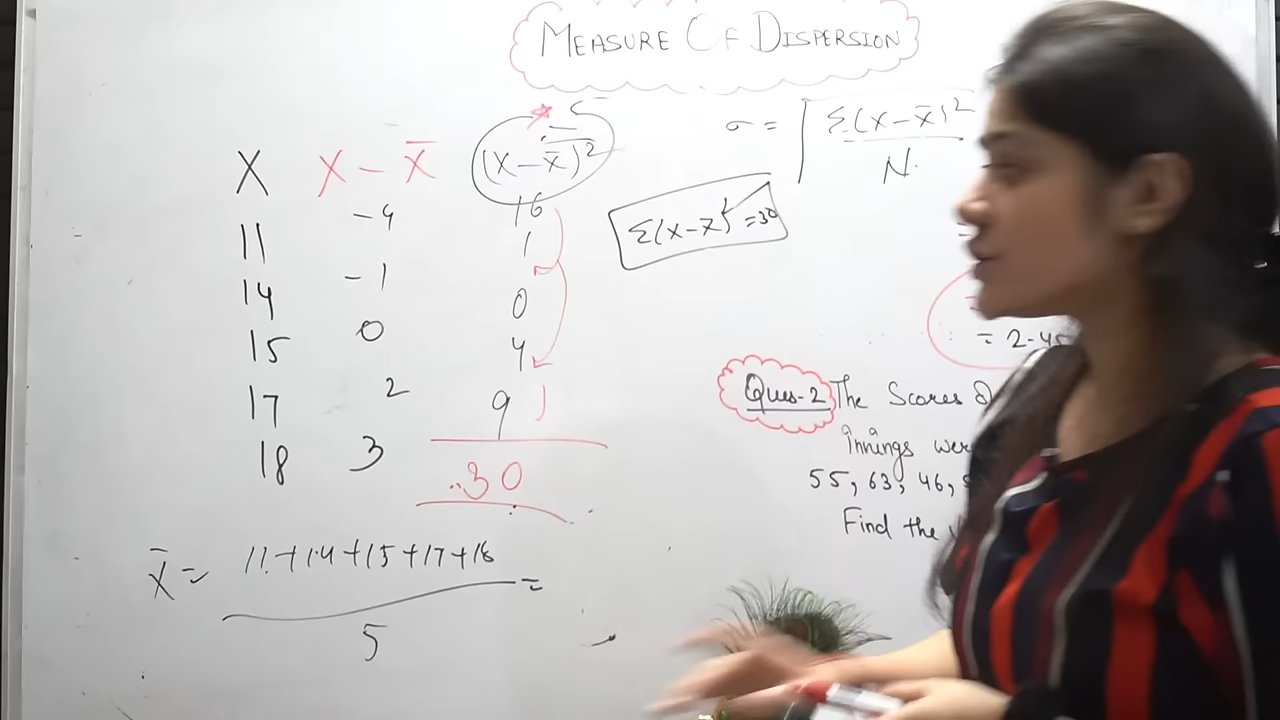 MEASURE OF DISPERSION
X X - X̄ (X - x̄)²
11 -4 16
14 -1 1
15 0 0
17 2 4
18 3 9
30
X̄ = 11+14+15+17+18 =
5
σ = √Σ(X - x̄)²
N.
Σ(X-X̄)² = 30
= 2.45
Ques-2 The Scores
innings
55, 63, 46,
Find the